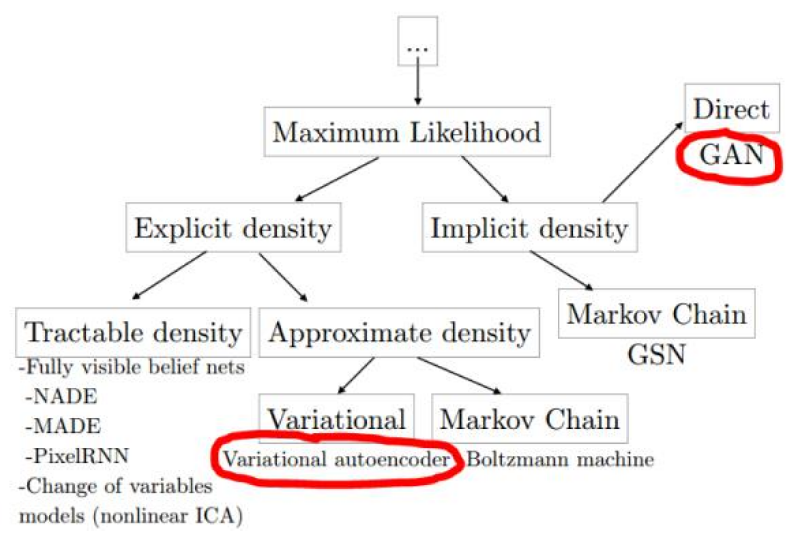 ...
Maximum Likelihood
Direct
GAN
Explicit density
Implicit density
Tractable density
-Fully visible belief nets
-NADE
-MADE
-PixelRNN
-Change of variables
models (nonlinear ICA)
Approximate density
Variational
Variational autoencoder
Markov Chain
Boltzmann machine
Markov Chain
GSN